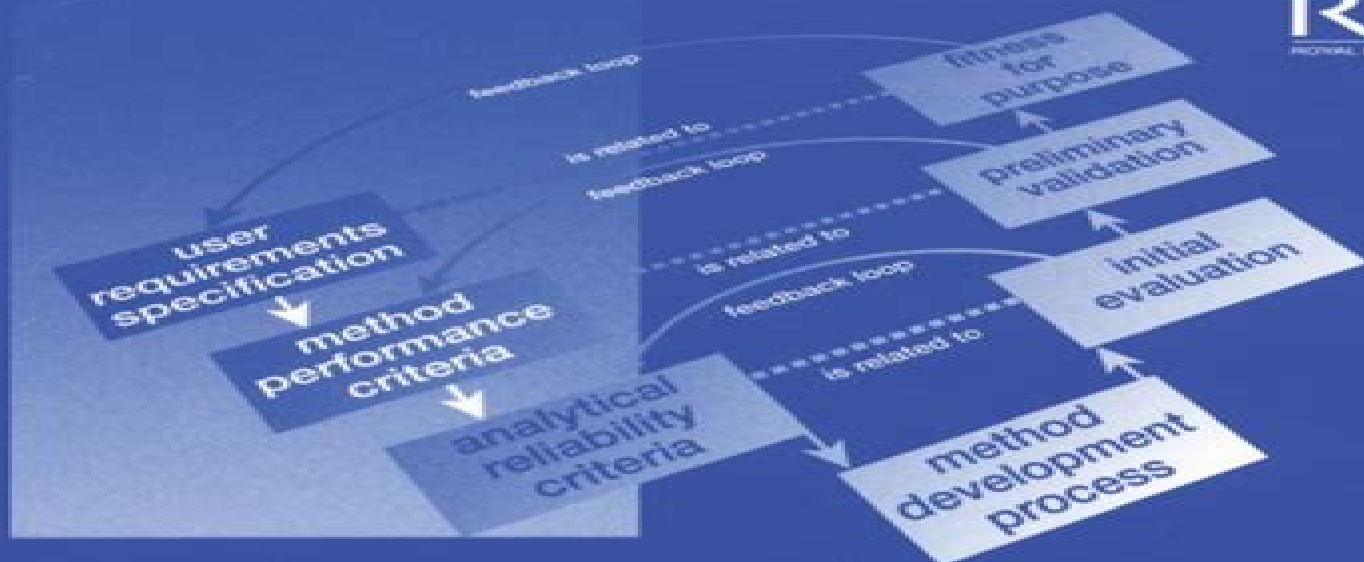 fitness
for
purpose
feedback loop
is related to
preliminary
validation
feedback loop
user
requirements
specification
is related to
initial
evaluation
feedback loop
method
performance
criteria
is related to
analytical
reliability
criteria
method
development
process